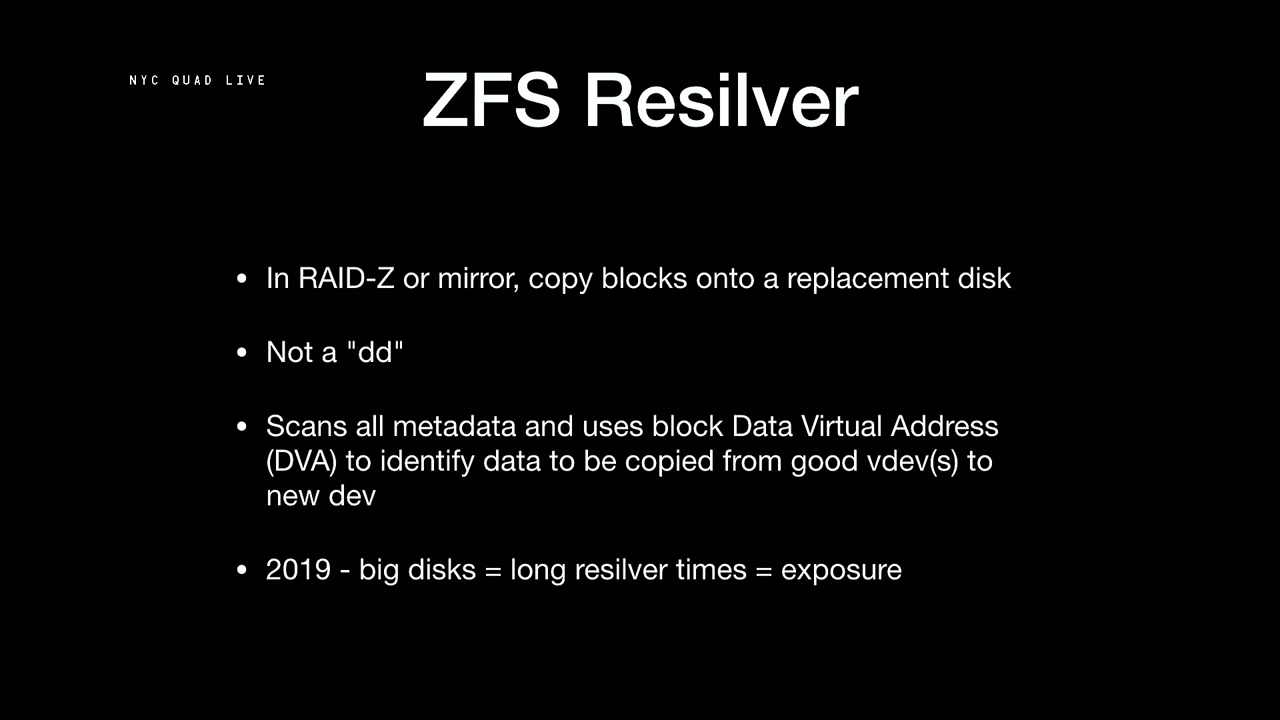 NYC QUAD LIVE
ZFS Resilver
• In RAID-Z or mirror, copy blocks onto a replacement disk
• Not a "dd"
• Scans all metadata and uses block Data Virtual Address
(DVA) to identify data to be copied from good vdev(s) to
new dev
• 2019 - big disks = long resilver times = exposure